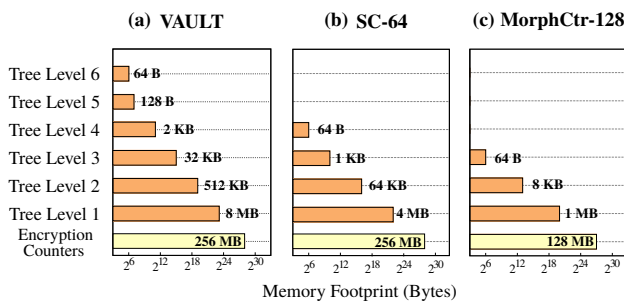 (a) VAULT (b) SC-64 (c) MorphCtr-128
Tree Level 6 64 B
Tree Level 5 128 B
Tree Level 4 2 KB 64 B
Tree Level 3 32 KB 1 KB 64 B
Tree Level 2 512 KB 64 KB 8 KB
Tree Level 1 8 MB 4 MB 1 MB
Encryption
Counters 256 MB 256 MB 128 MB
2^6 2^12 2^18 2^24 2^30 2^6 2^12 2^18 2^24 2^30 2^6 2^12 2^18 2^24 2^30
Memory Footprint (Bytes)